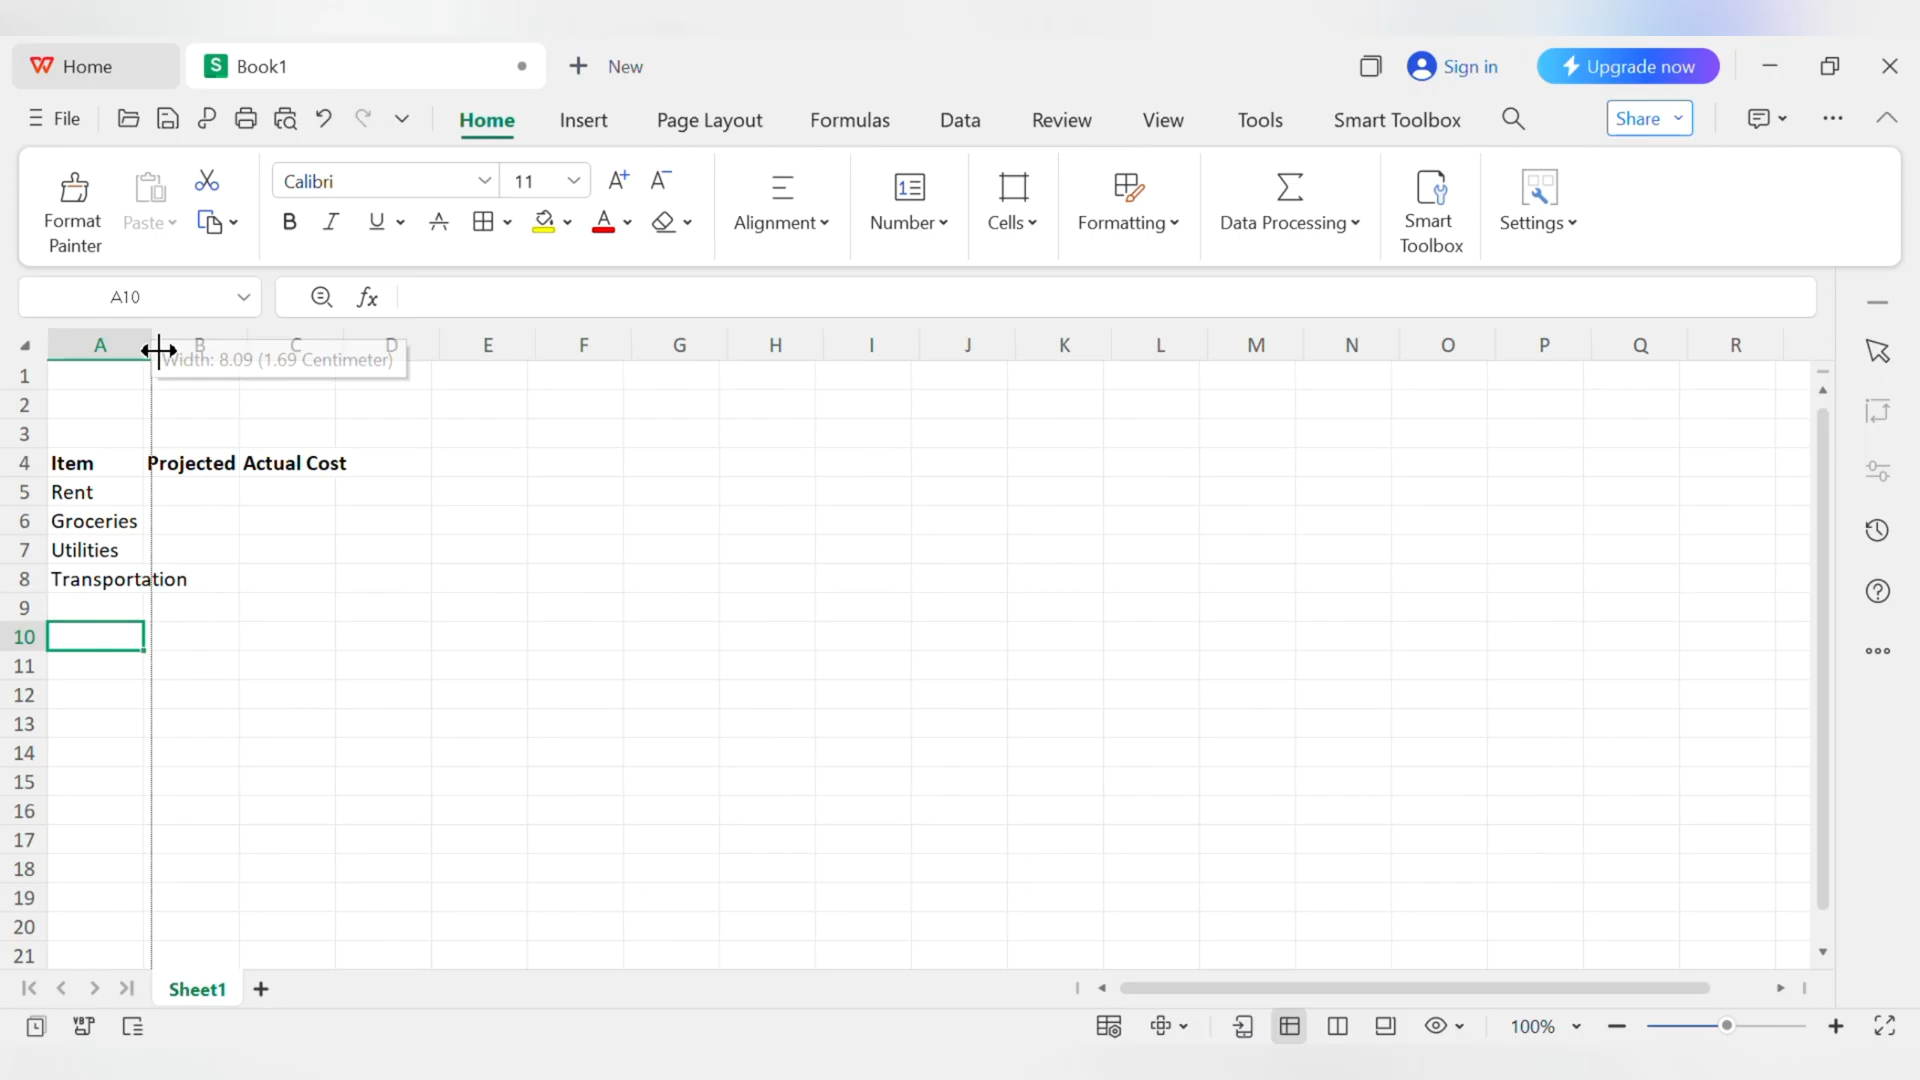 Home
S Book1
New
Sign in
Upgrade now
File
Home Insert Page Layout Formulas Data Review View Tools Smart Toolbox
Share
Format Painter
Paste
Calibri 11
A+ A-
B I U A A
Alignment
Number
Cells
Formatting
Data Processing
Smart Toolbox
Settings
A10
fx
A B C D E F G H I J K L M N O P Q R
Width: 8.09 (1.69 Centimeter)
1
2
3
4 Item Projected Actual Cost
5 Rent
6 Groceries
7 Utilities
8 Transportation
9
10
11
12
13
14
15
16
17
18
19
20
21
Sheet1
100%